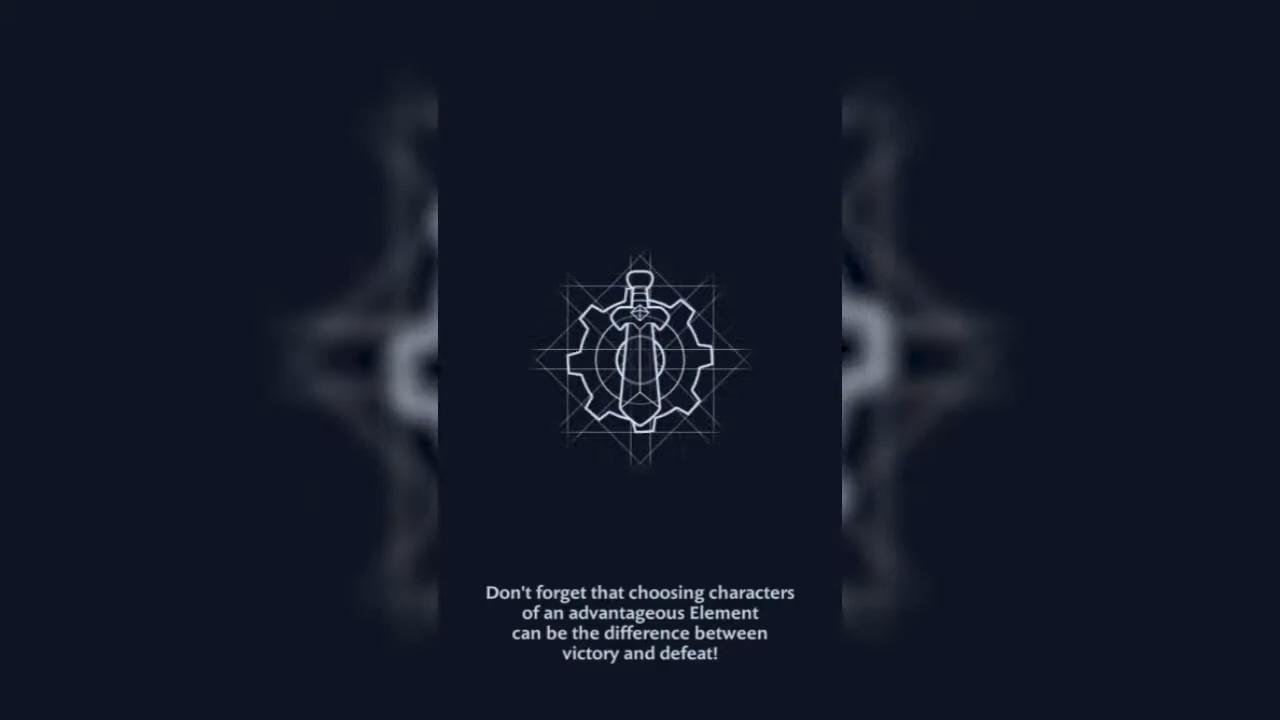 Don't forget that choosing characters
of an advantageous Element
can be the difference between
victory and defeat!